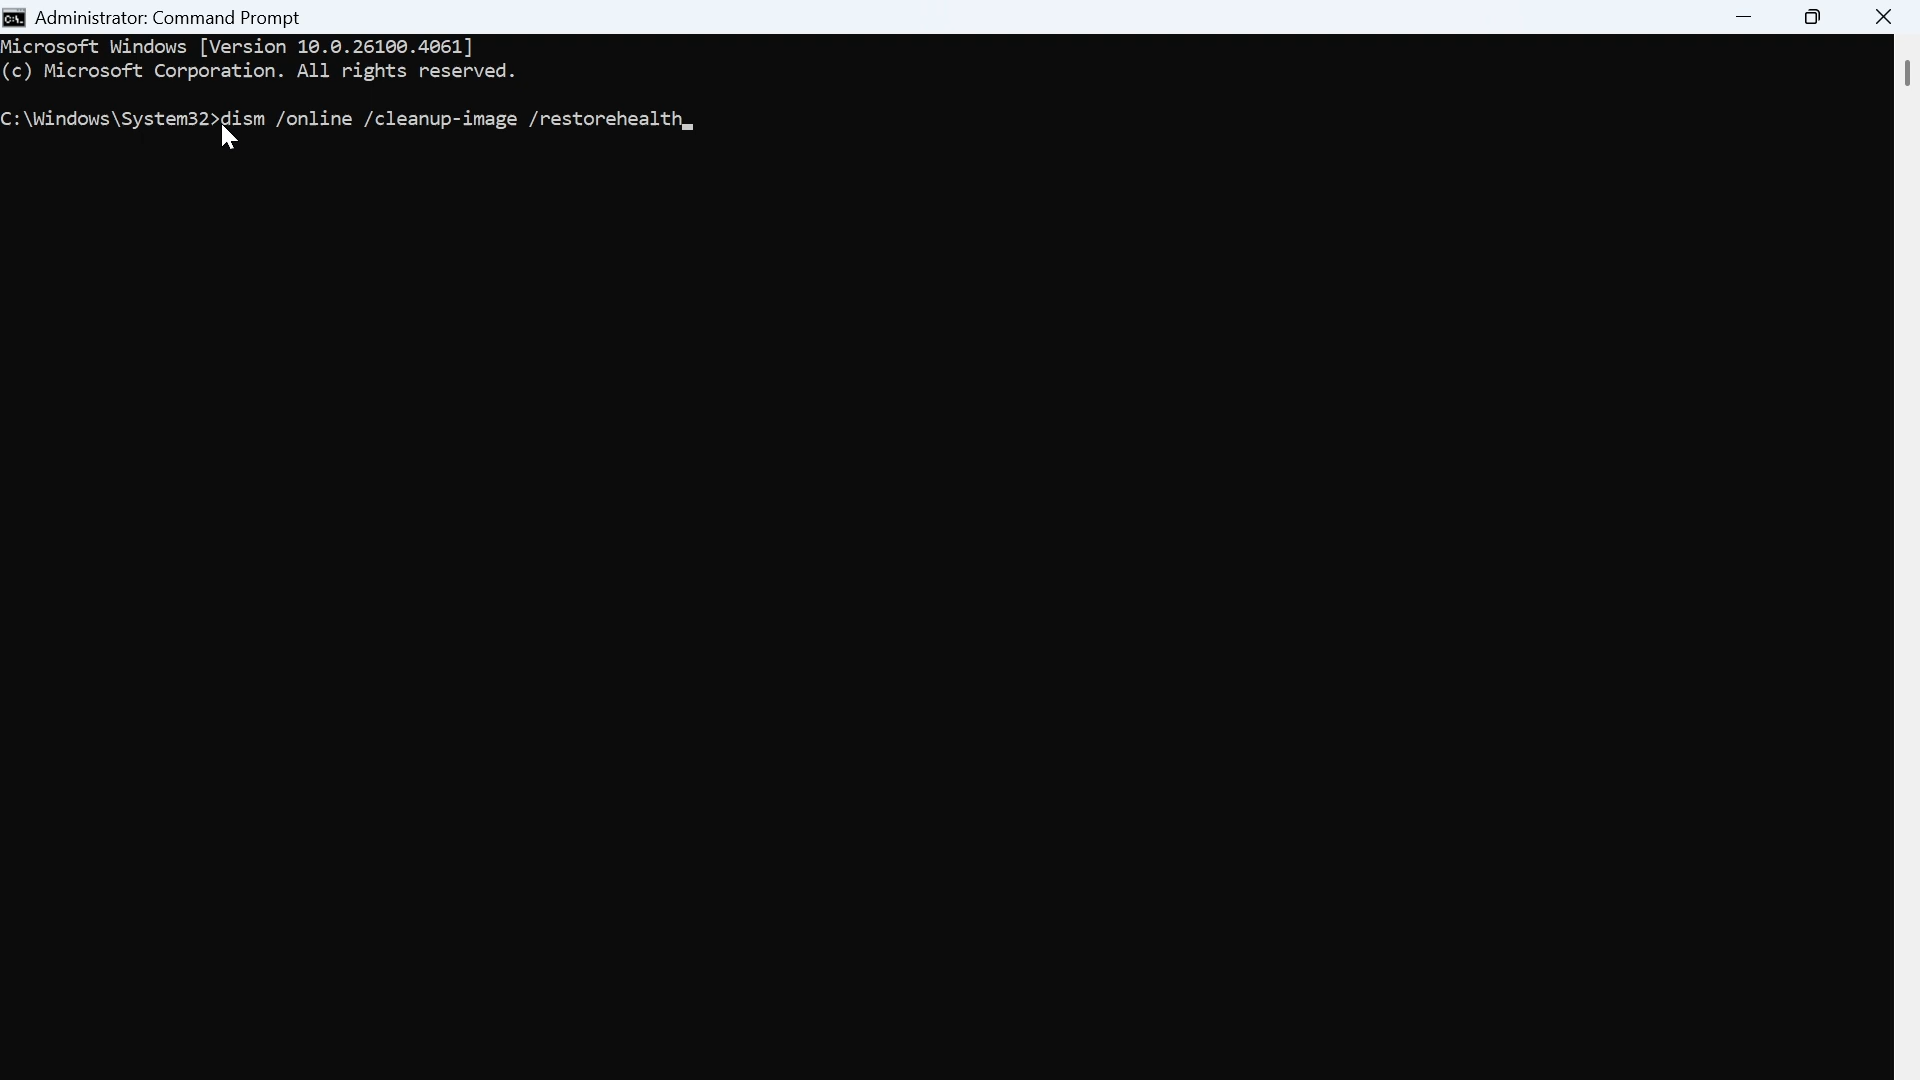 Administrator: Command Prompt
Microsoft Windows [Version 10.0.26100.4061]
(c) Microsoft Corporation. All rights reserved.
C:\Windows\System32>dism /online /cleanup-image /restorehealth